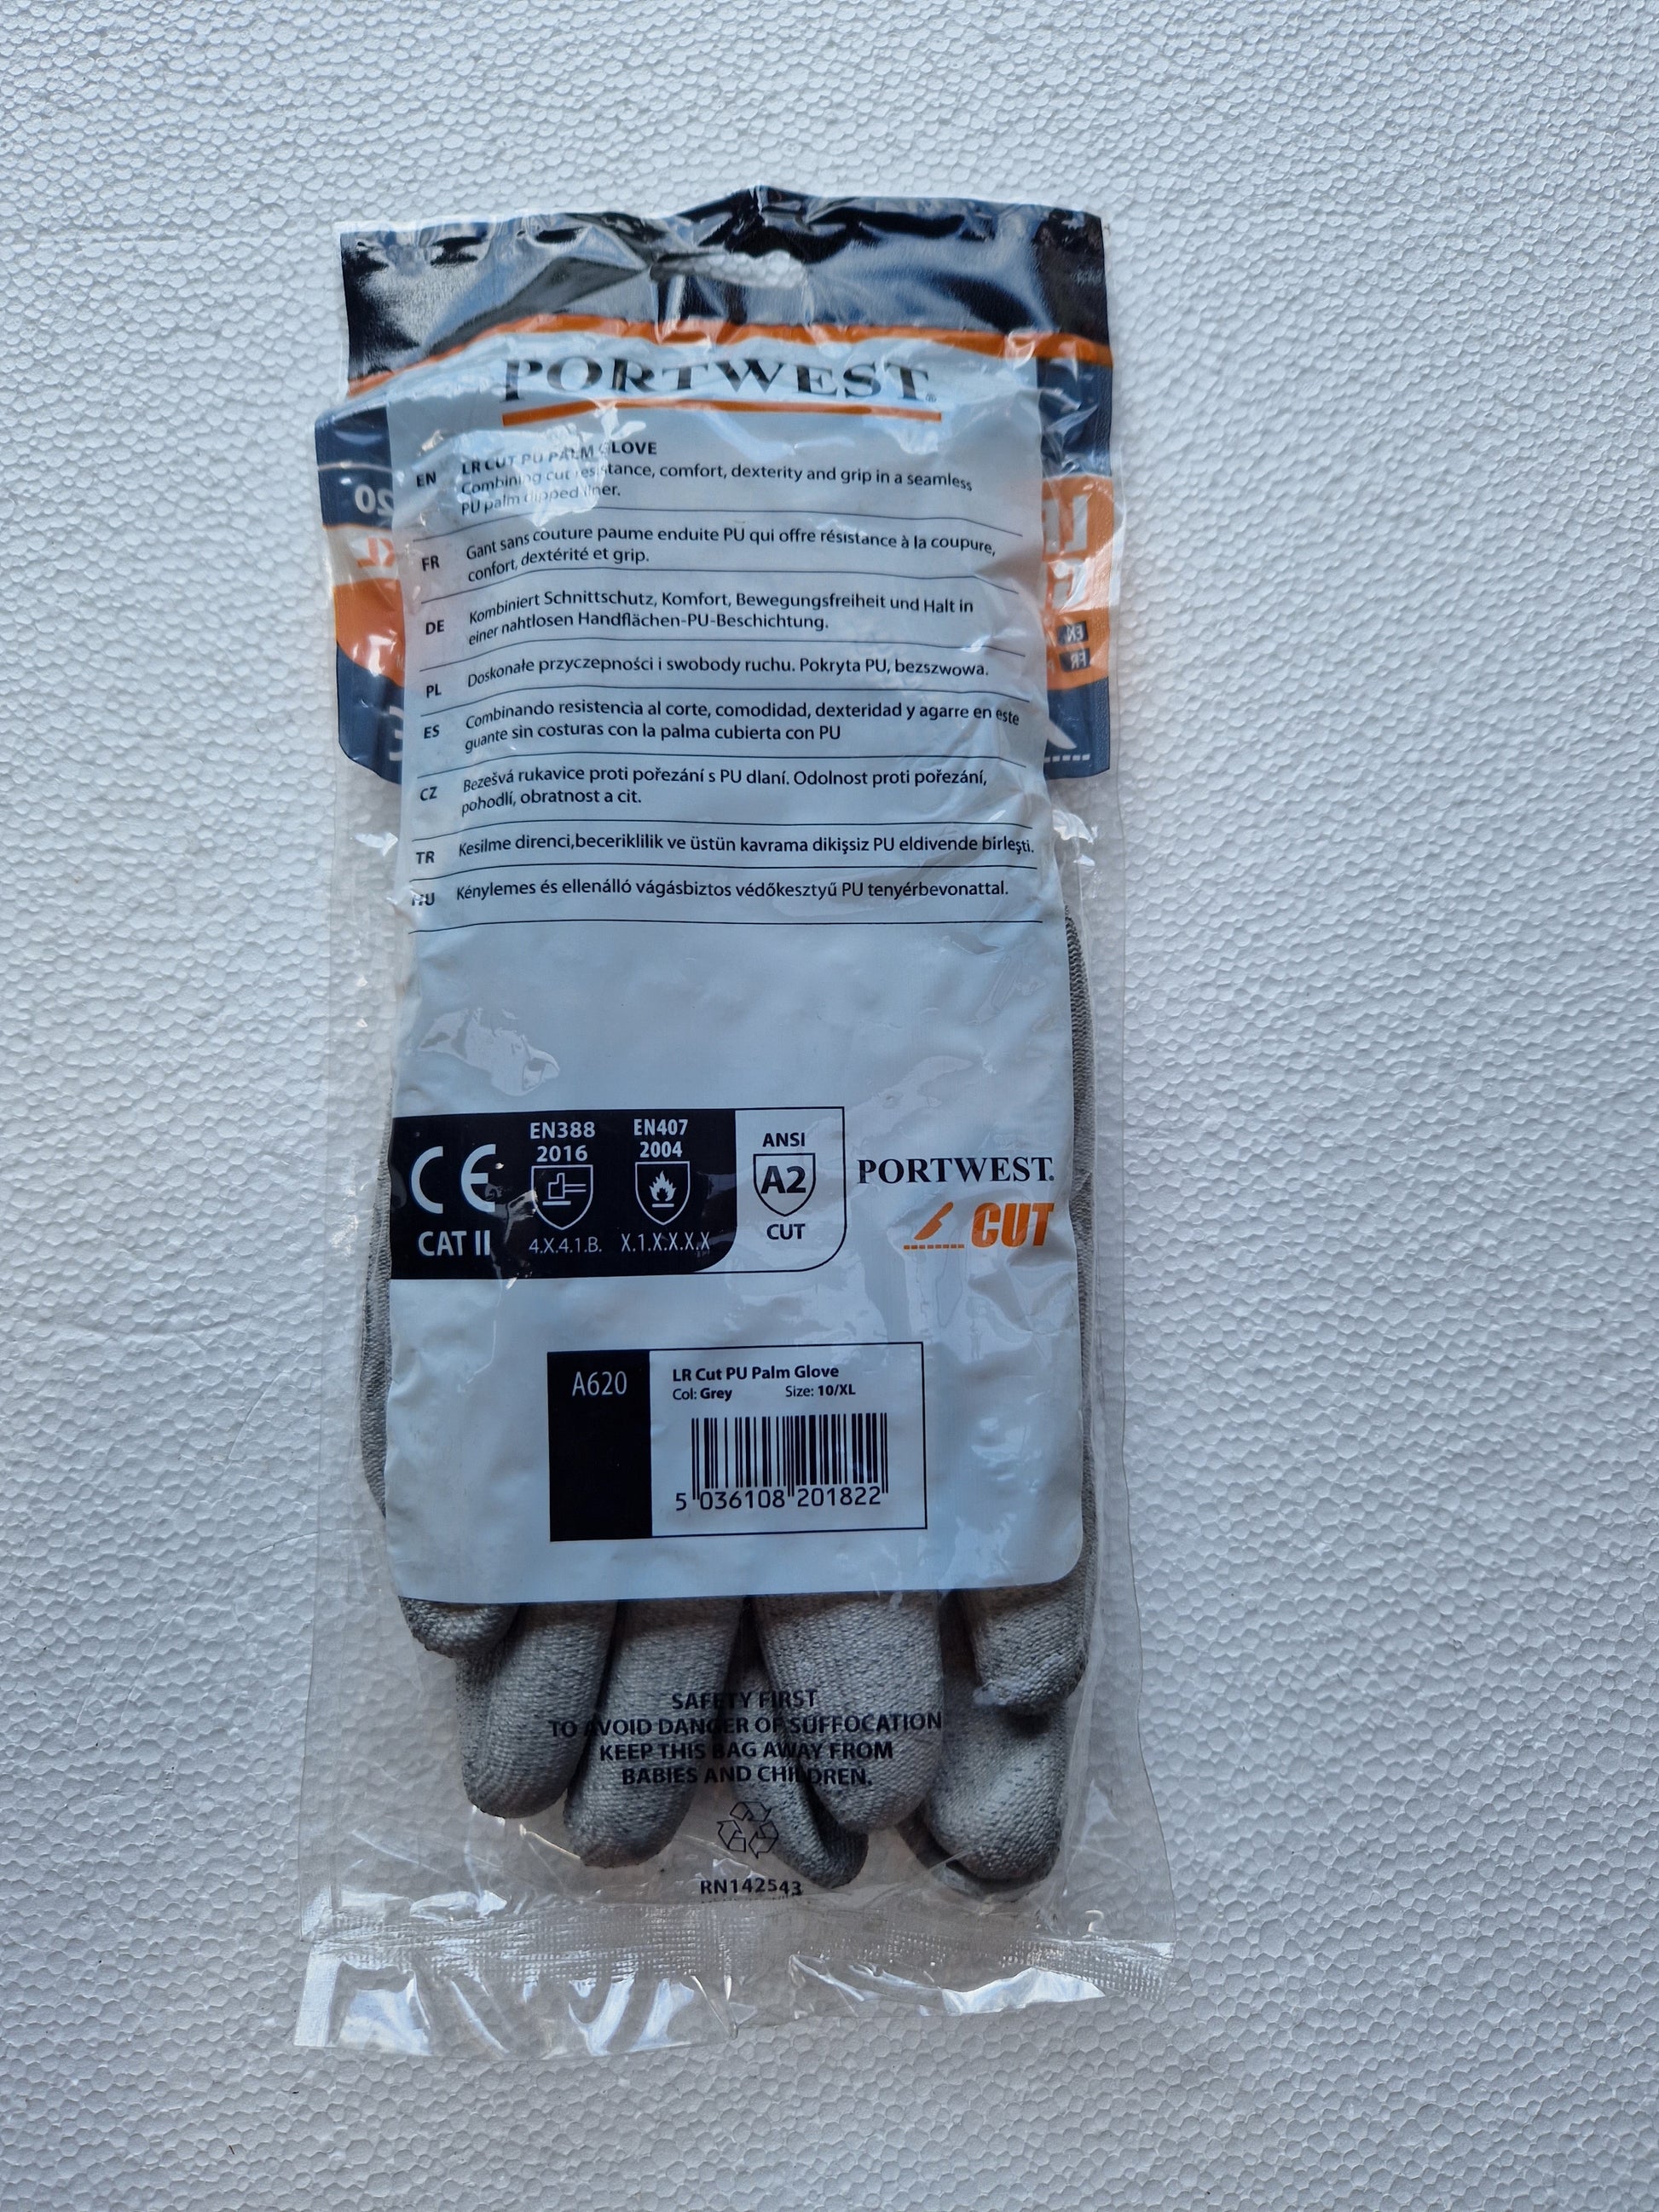 PORTWEST®
EN
LR CUT PU PALM GLOVE
Combining cut resistance, comfort, dexterity and grip in a seamless
PU palm dipped liner.
FR
Gant sans couture paume enduite PU qui offre résistance à la coupure,
confort, dextérité et grip.
DE
Kombiniert Schnittschutz, Komfort, Bewegungsfreiheit und Halt in
einer nahtlosen Handflächen-PU-Beschichtung.
PL
Doskonałe przyczepności i swobody ruchu. Pokryta PU, bezszwowa.
ES
Combinando resistencia al corte, comodidad, dexteridad y agarre en este
guante sin costuras con la palma cubierta con PU
CZ
Bezešvá rukavice proti pořezání s PU dlaní. Odolnost proti pořezání,
pohodlí, obratnost a cit.
TR
Kesilme direnci,beceriklilik ve üstün kavrama dikişsiz PU eldivende birleşti.
HU
Kénylemes és ellenálló vágásbiztos védőkesztyű PU tenyérbevonattal.
CE
CAT II
EN388
2016
4.X.4.1.B.
EN407
2004
X.1.X.X.X.X
ANSI
A2
CUT
PORTWEST.
CUT
A620
LR Cut PU Palm Glove
Col: Grey Size: 10/XL
5 036108 201822
SAFETY FIRST
TO AVOID DANGER OF SUFFOCATION
KEEP THIS BAG AWAY FROM
BABIES AND CHILDREN.
RN142543